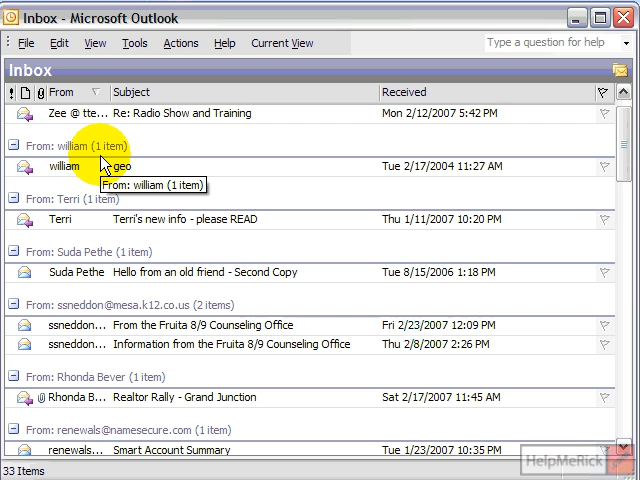 Inbox - Microsoft Outlook
File Edit View Tools Actions Help Current View Type a question for help
Inbox
! From Subject Received
Zee @ tte... Re: Radio Show and Training Mon 2/12/2007 5:42 PM
From: william (1 item)
william geo Tue 2/17/2004 11:27 AM
From: william (1 item)
From: Terri (1 item)
Terri Terri's new info - please READ Thu 1/11/2007 10:20 PM
From: Suda Pethe (1 item)
Suda Pethe Hello from an old friend - Second Copy Tue 8/15/2006 1:18 PM
From: ssneddon@mesa.k12.co.us (2 items)
ssneddon... From the Fruita 8/9 Counseling Office Fri 2/23/2007 12:09 PM
ssneddon... Information from the Fruita 8/9 Counseling Office Thu 2/8/2007 2:26 PM
From: Rhonda Bever (1 item)
Rhonda B... Realtor Rally - Grand Junction Sat 2/17/2007 11:45 AM
From: renewals@namesecure.com (1 item)
renewals... Smart Account Summary Tue 1/23/2007 10:35 PM
33 Items
HelpMeRick